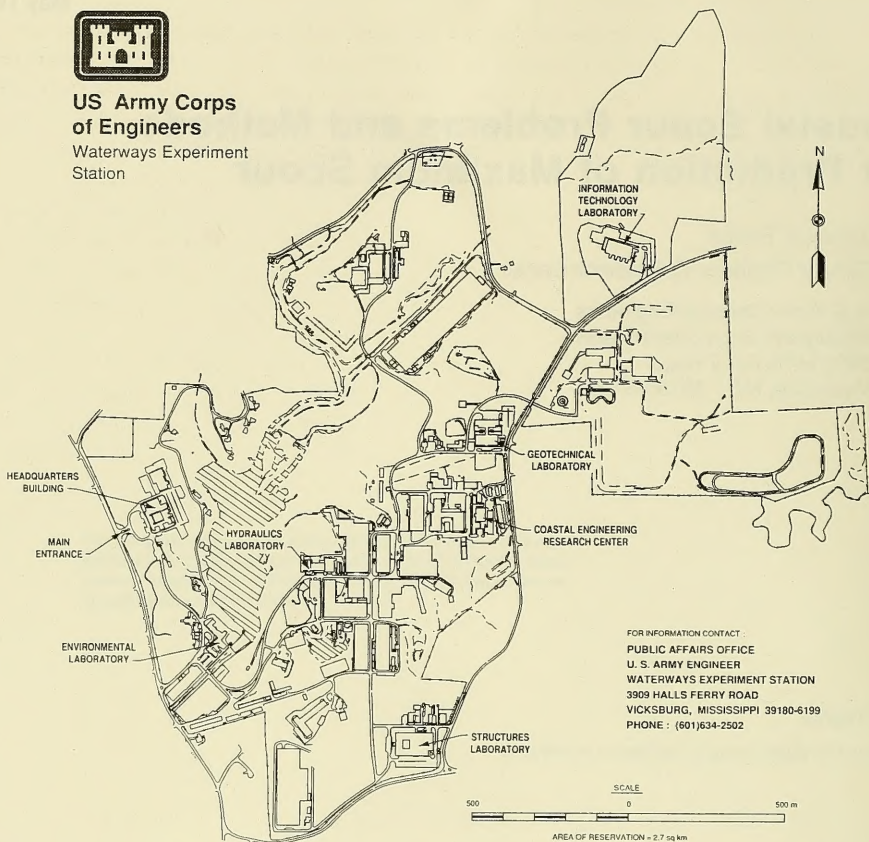 US Army Corps
of Engineers
Waterways Experiment
Station
N
INFORMATION
TECHNOLOGY
LABORATORY
GEOTECHNICAL
LABORATORY
HEADQUARTERS
BUILDING
HYDRAULICS
LABORATORY
COASTAL ENGINEERING
RESEARCH CENTER
MAIN
ENTRANCE
ENVIRONMENTAL
LABORATORY
FOR INFORMATION CONTACT :
PUBLIC AFFAIRS OFFICE
U. S. ARMY ENGINEER
WATERWAYS EXPERIMENT STATION
3909 HALLS FERRY ROAD
VICKSBURG, MISSISSIPPI 39180-6199
PHONE : (601)634-2502
STRUCTURES
LABORATORY
SCALE
500 0 500 m
AREA OF RESERVATION = 2.7 sq km